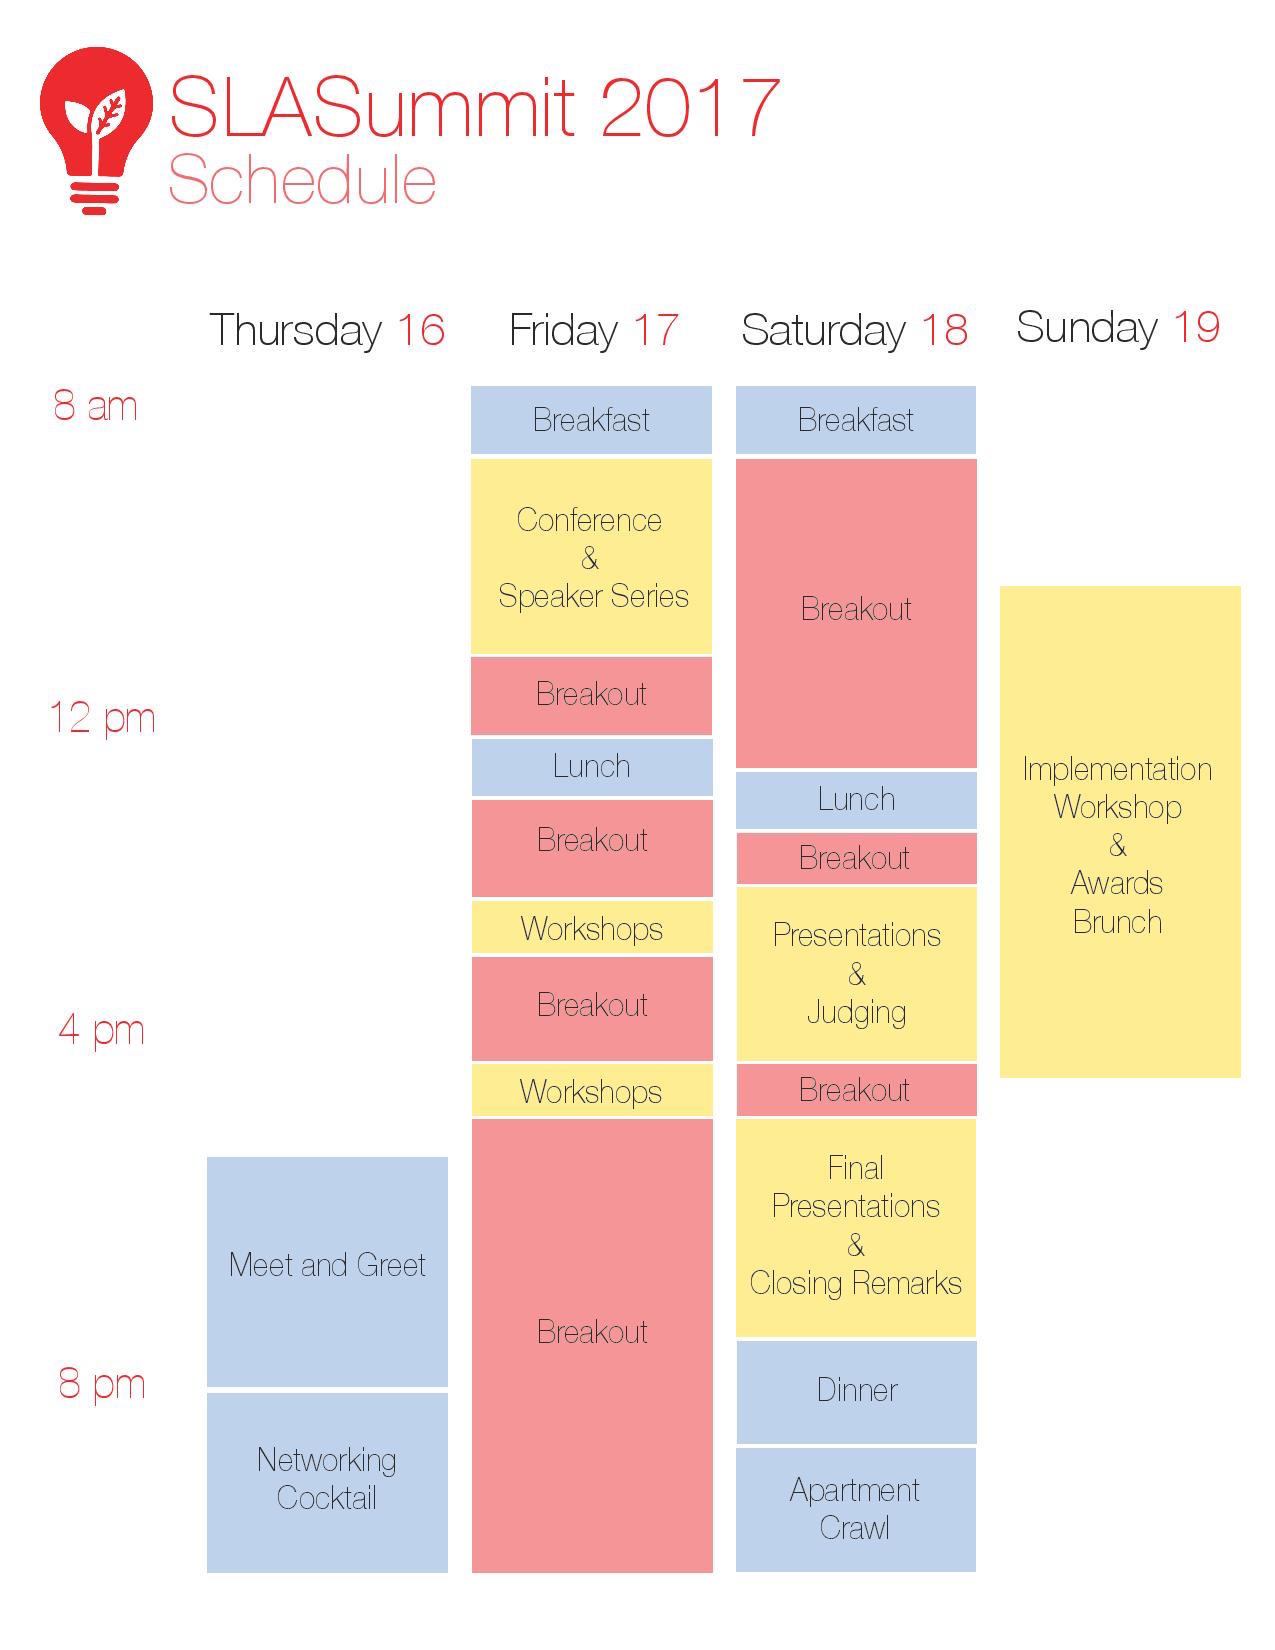 SLASummit 2017
Schedule
Thursday 16
Friday 17
Saturday 18
Sunday 19
8 am
12 pm
4 pm
8 pm
Meet and Greet
Networking
Cocktail
Breakfast
Conference
&
Speaker Series
Breakout
Lunch
Breakout
Workshops
Breakout
Workshops
Breakout
Breakfast
Breakout
Lunch
Breakout
Presentations
&
Judging
Breakout
Final
Presentations
&
Closing Remarks
Dinner
Apartment
Crawl
Implementation
Workshop
&
Awards
Brunch